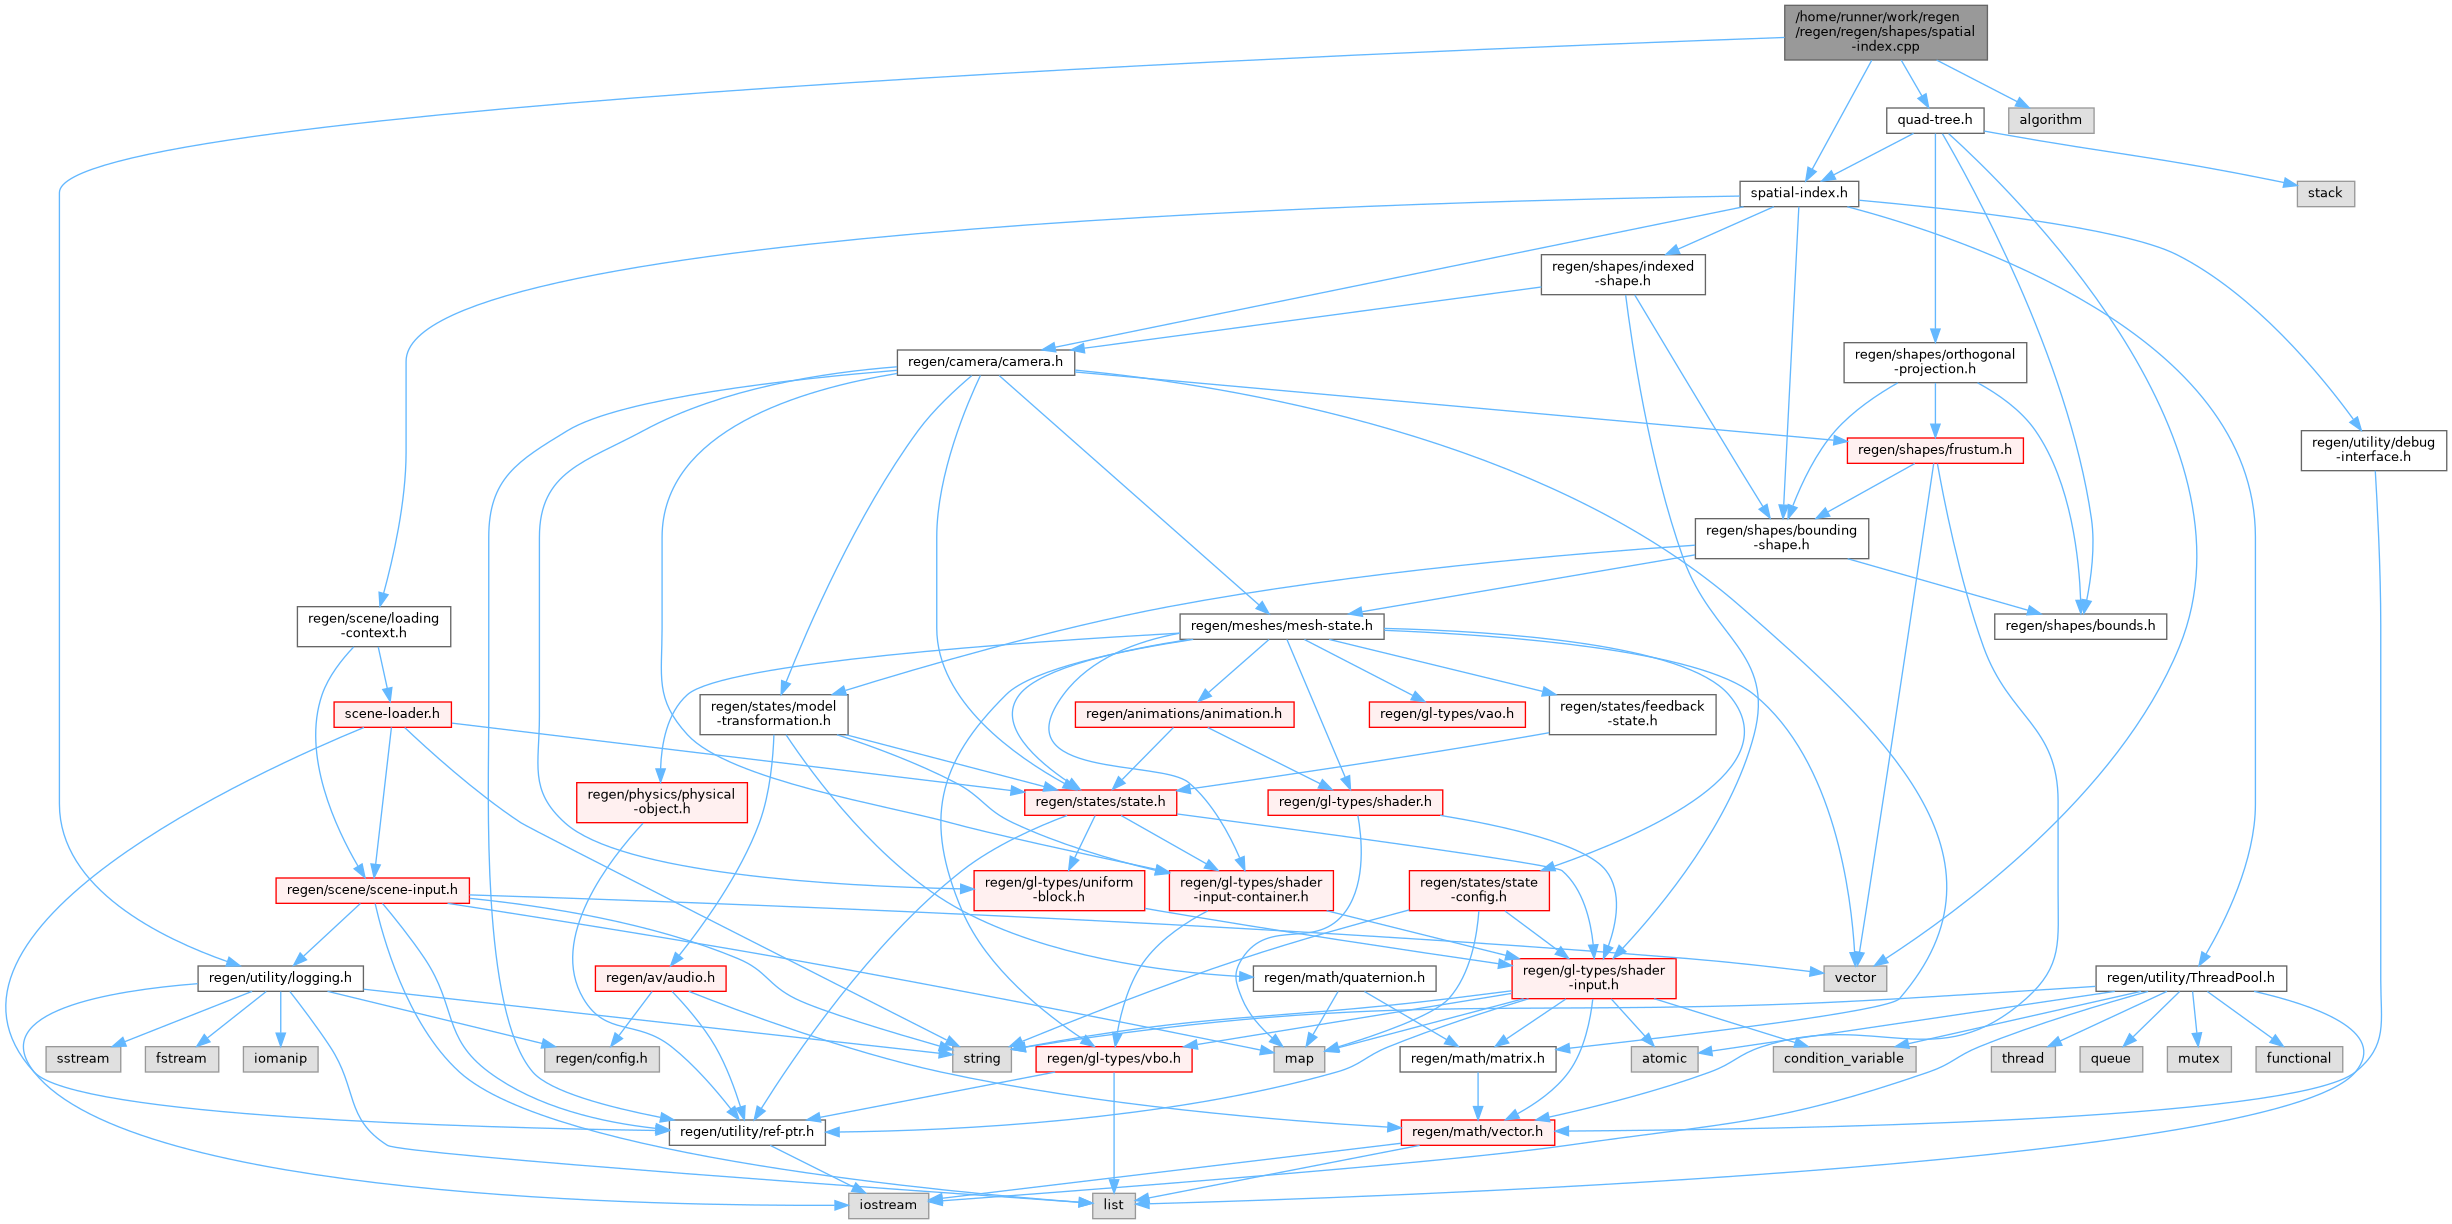 /home/runner/work/regen
/regen/regen/shapes/spatial
-index.cpp
quad-tree.h
algorithm
spatial-index.h
stack
regen/shapes/indexed
-shape.h
regen/camera/camera.h
regen/shapes/orthogonal
-projection.h
regen/shapes/frustum.h
regen/utility/debug
-interface.h
regen/shapes/bounding
-shape.h
regen/scene/loading
-context.h
regen/meshes/mesh-state.h
regen/shapes/bounds.h
scene-loader.h
regen/states/model
-transformation.h
regen/animations/animation.h
regen/gl-types/vao.h
regen/states/feedback
-state.h
regen/physics/physical
-object.h
regen/states/state.h
regen/gl-types/shader.h
regen/scene/scene-input.h
regen/gl-types/uniform
-block.h
regen/gl-types/shader
-input-container.h
regen/states/state
-config.h
regen/utility/logging.h
regen/av/audio.h
regen/math/quaternion.h
regen/gl-types/shader
-input.h
vector
regen/utility/ThreadPool.h
sstream
fstream
iomanip
regen/config.h
string
regen/gl-types/vbo.h
map
regen/math/matrix.h
atomic
condition_variable
thread
queue
mutex
functional
regen/utility/ref-ptr.h
regen/math/vector.h
iostream
list